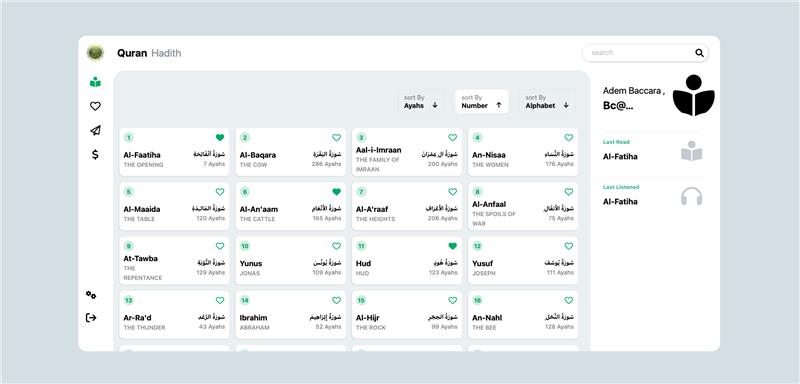 Quran Hadith
search
sort By
Ayahs
sort By
Number
sort By
Alphabet
Adem Baccara ,
Bc@...
Last Read
Al-Fatiha
Last Listened
Al-Fatiha
1
Al-Faatiha
سُورَةُ ٱلْفَاتِحَةِ
THE OPENING
7 Ayahs
2
Al-Baqara
سُورَةُ البَقَرَةِ
THE COW
286 Ayahs
3
Aal-i-Imraan
سُورَةُ آلِ عِمۡرَانَ
THE FAMILY OF
IMRAAN
200 Ayahs
4
An-Nisaa
سُورَةُ النِّسَاءِ
THE WOMEN
176 Ayahs
5
Al-Maaida
سُورَةُ المَائـِدَةِ
THE TABLE
120 Ayahs
6
Al-An'aam
سُورَةُ الأَنۡعَامِ
THE CATTLE
165 Ayahs
7
Al-A'raaf
سُورَةُ الأَعۡرَافِ
THE HEIGHTS
206 Ayahs
8
Al-Anfaal
سُورَةُ الأَنفَالِ
THE SPOILS OF
WAR
75 Ayahs
9
At-Tawba
سُورَةُ التَّوۡبَةِ
THE
REPENTANCE
129 Ayahs
10
Yunus
سُورَةُ يُونُسَ
JONAS
109 Ayahs
11
Hud
سُورَةُ هُودٍ
HUD
123 Ayahs
12
Yusuf
سُورَةُ يُوسُفَ
JOSEPH
111 Ayahs
13
Ar-Ra'd
سُورَةُ الرَّعۡدِ
THE THUNDER
43 Ayahs
14
Ibrahim
سُورَةُ إِبۡرَاهِيمَ
ABRAHAM
52 Ayahs
15
Al-Hijr
سُورَةُ الحِجۡرِ
THE ROCK
99 Ayahs
16
An-Nahl
سُورَةُ النَّحۡلِ
THE BEE
128 Ayahs